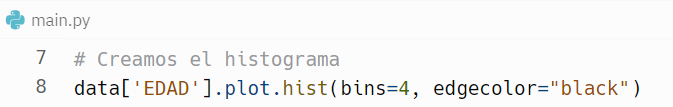 main.py
7 # Creamos el histograma
8 data['EDAD'].plot.hist(bins=4, edgecolor="black")